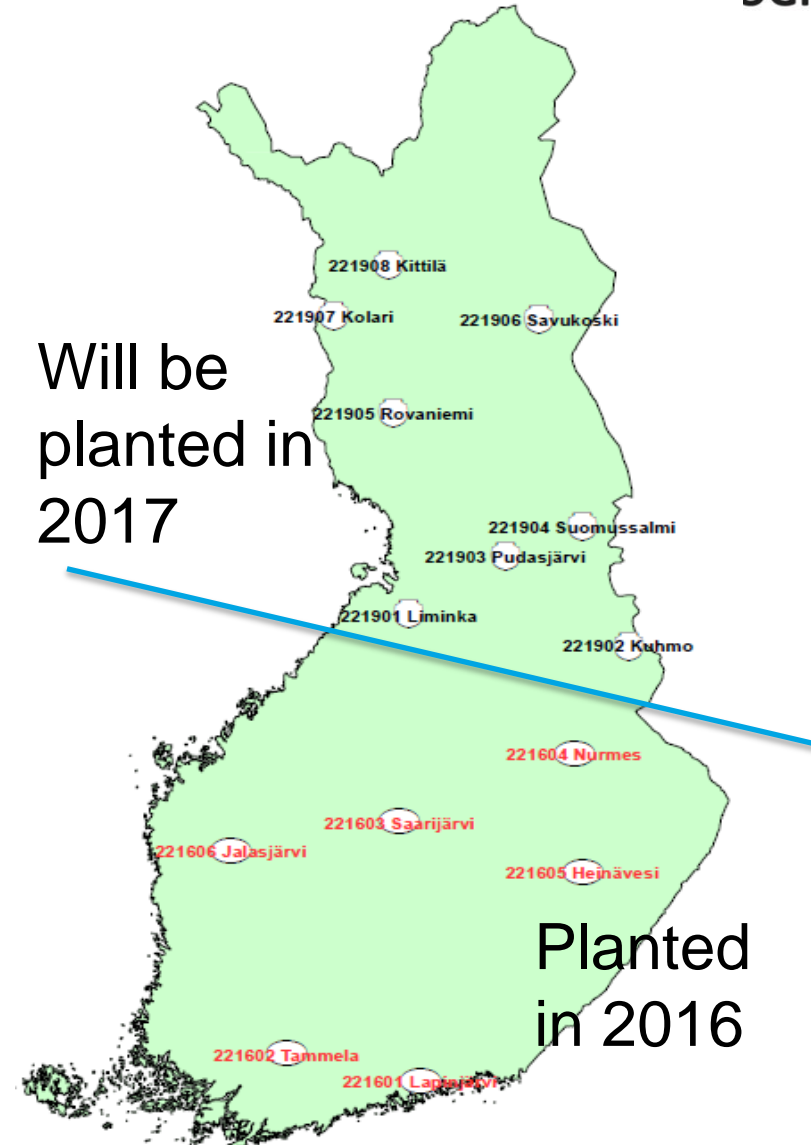 221908 Kittilä
221907 Kolari
221906 Savukoski
Will be
planted in
2017
221905 Rovaniemi
221904 Suomussalmi
221903 Pudasjärvi
221901 Liminka
221902 Kuhmo
221604 Nurmes
221603 Saarijärvi
221606 Jalasjärvi
221605 Heinävesi
Planted
in 2016
221602 Tammela
221601 Lapinjärvi